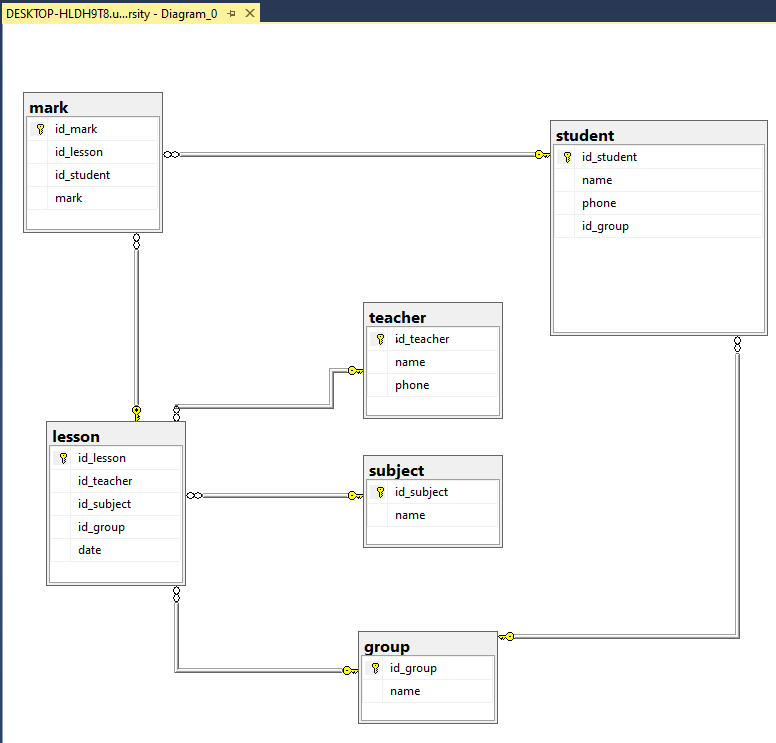 DESKTOP-HLDH9T8.u...rsity - Diagram_0
mark
id_mark
id_lesson
id_student
mark
student
id_student
name
phone
id_group
teacher
id_teacher
name
phone
lesson
id_lesson
id_teacher
id_subject
id_group
date
subject
id_subject
name
group
id_group
name